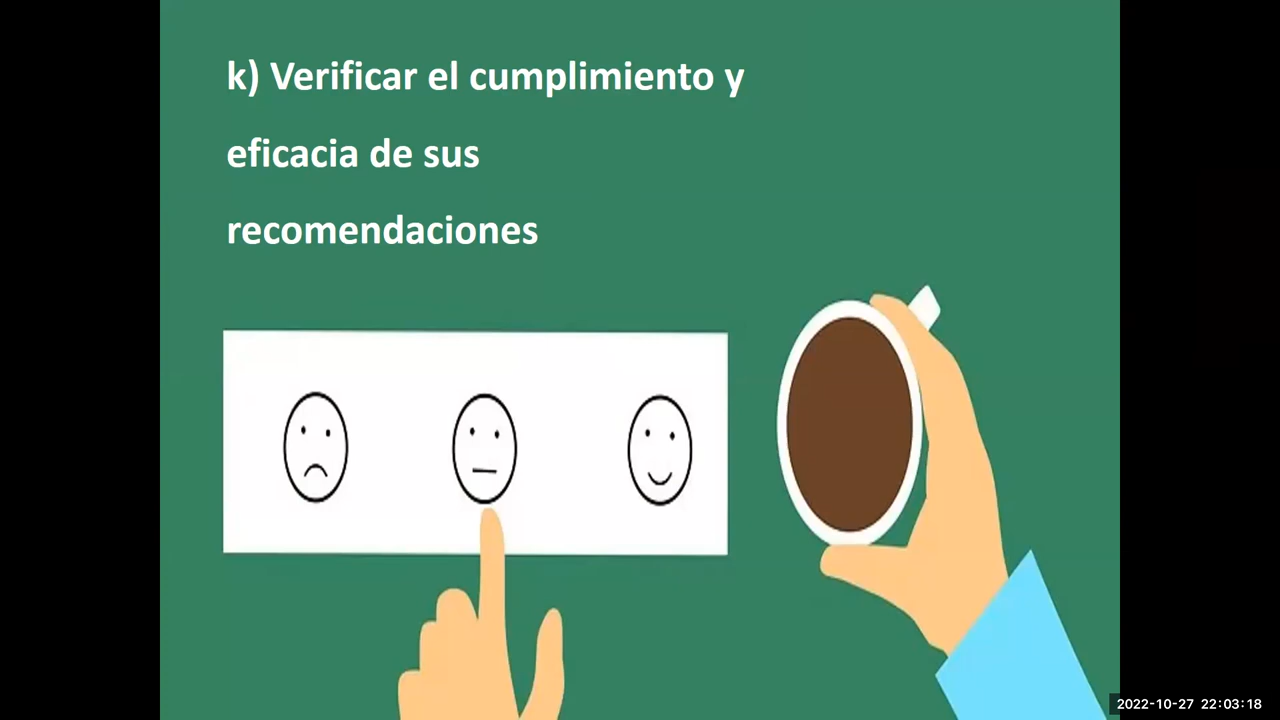 k) Verificar el cumplimiento y
eficacia de sus
recomendaciones
2022-10-27 22:03:18